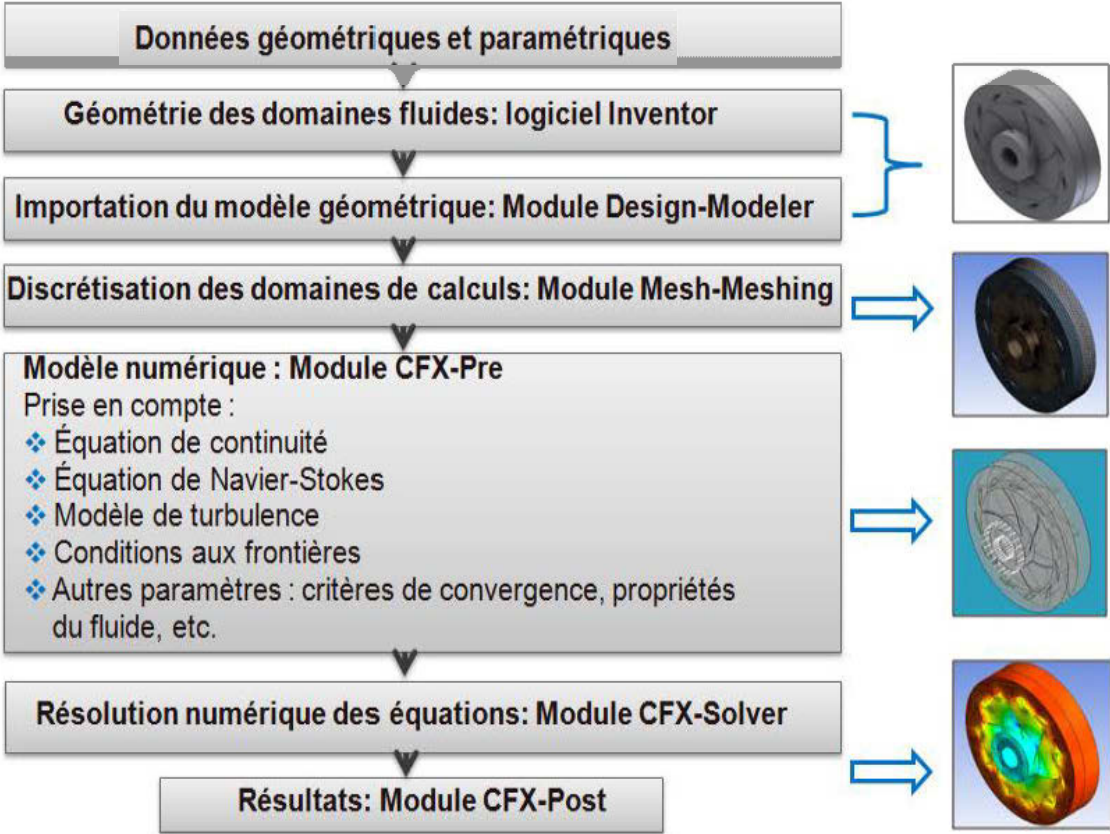 Données géométriques et paramétriques
Géométrie des domaines fluides: logiciel Inventor
Importation du modèle géométrique: Module Design-Modeler
Discrétisation des domaines de calculs: Module Mesh-Meshing
Modèle numérique : Module CFX-Pre
Prise en compte :
❖ Équation de continuité
❖ Équation de Navier-Stokes
❖ Modèle de turbulence
❖ Conditions aux frontières
❖ Autres paramètres : critères de convergence, propriétés
du fluide, etc.
Résolution numérique des équations: Module CFX-Solver
Résultats: Module CFX-Post